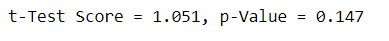 t-Test Score = 1.051, p-Value = 0.147